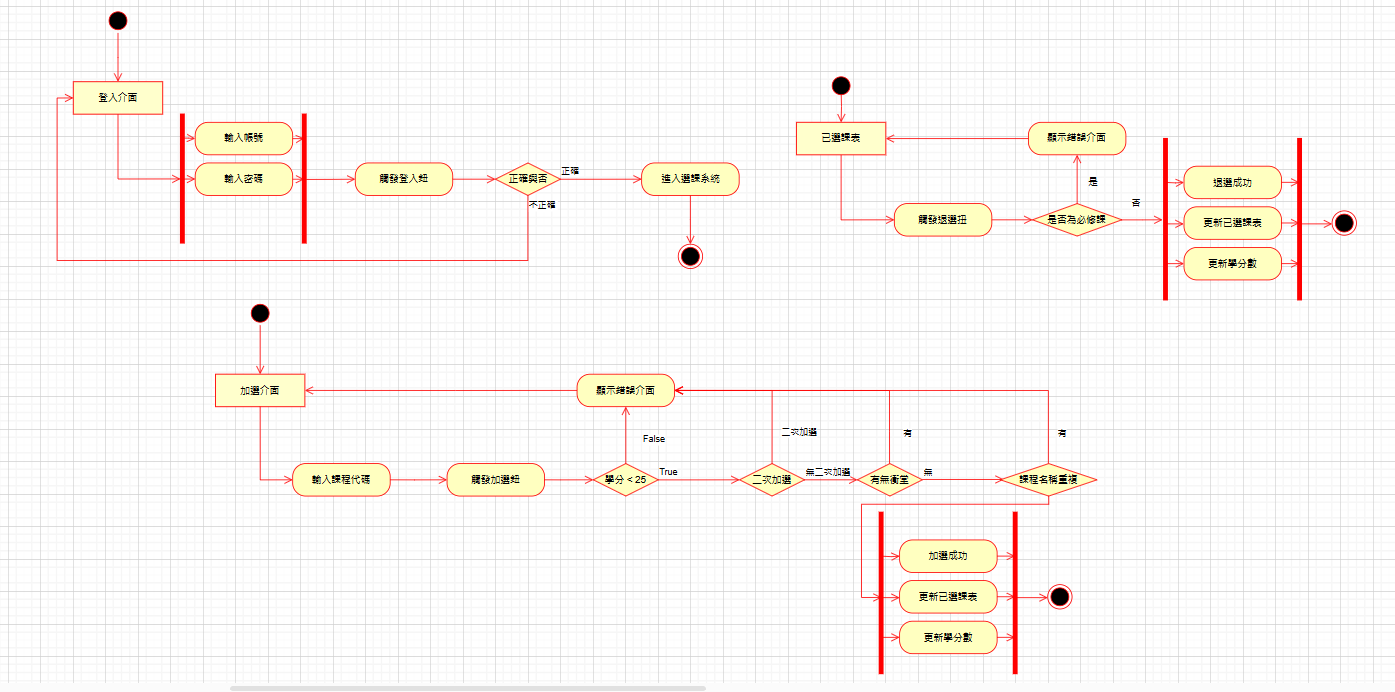 登入介面
輸入帳號
輸入密碼
觸發登入鈕
正確與否
正確
不正確
進入選課系統
已選課表
顯示錯誤介面
觸發退選扭
是否為必修課
是
否
退選成功
更新已選課表
更新學分數
加選介面
顯示錯誤介面
輸入課程代碼
觸發加選鈕
學分 < 25
False
True
二次加選
二次加選
無二次加選
有無衝堂
有
無
課程名稱重複
有
加選成功
更新已選課表
更新學分數